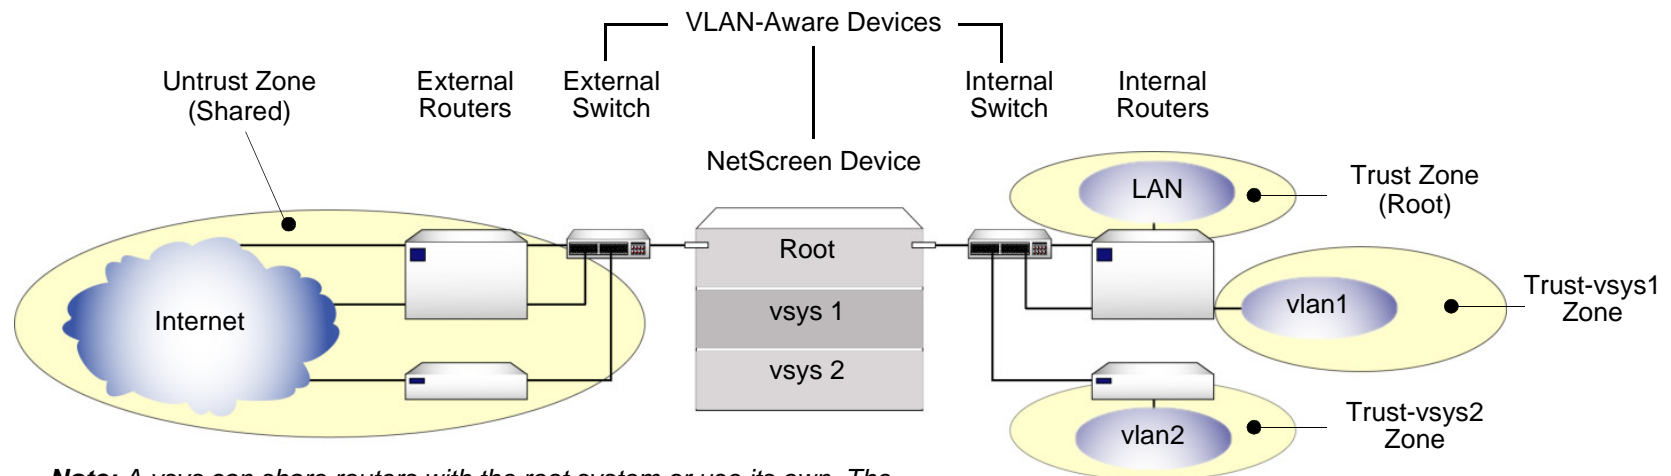 VLAN-Aware Devices
Untrust Zone
(Shared)
External
Routers
External
Switch
Internal
Switch
Internal
Routers
NetScreen Device
LAN
Trust Zone
(Root)
Root
Internet
vsys 1
vlan1
Trust-vsys1
Zone
vsys 2
vlan2
Trust-vsys2
Zone
Note: A vsys can share routers with the root system or use its own. The